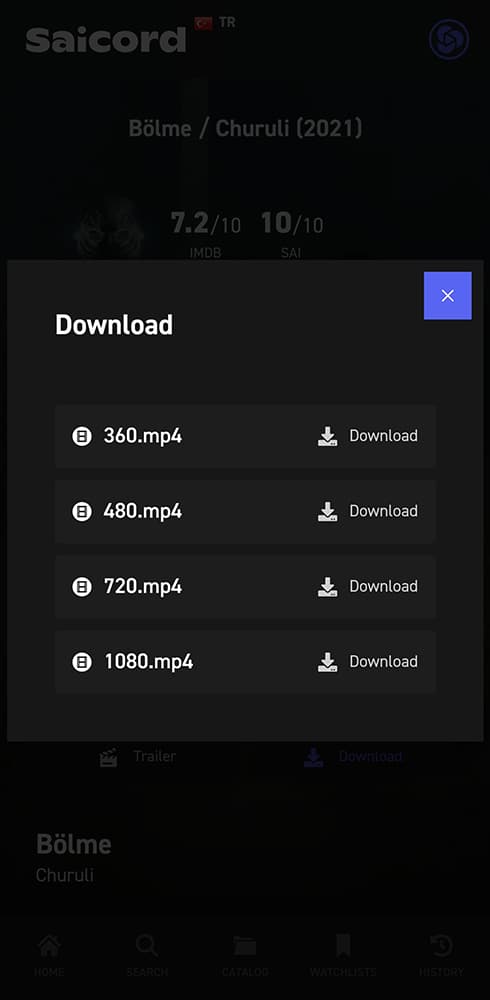 Saicord TR
Bölme / Churuli (2021)
7.2/10 10/10
IMDB SAI
Download
360.mp4 Download
480.mp4 Download
720.mp4 Download
1080.mp4 Download
Trailer Download
Bölme
Churuli
HOME SEARCH CATALOG WATCHLISTS HISTORY